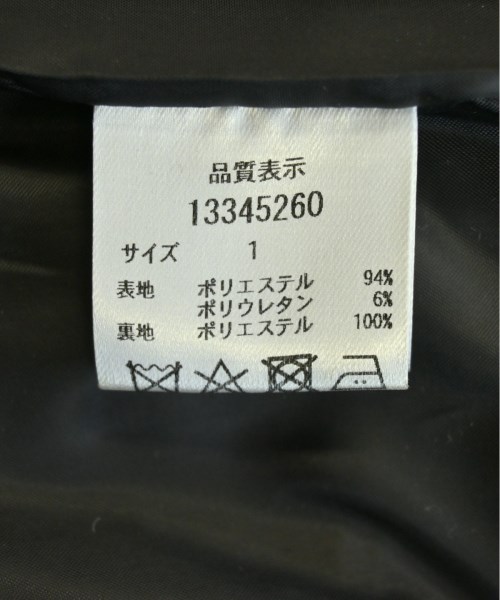 品質表示
13345260
サイズ 1
表地 ポリエステル 94%
ポリウレタン 6%
裏地 ポリエステル 100%